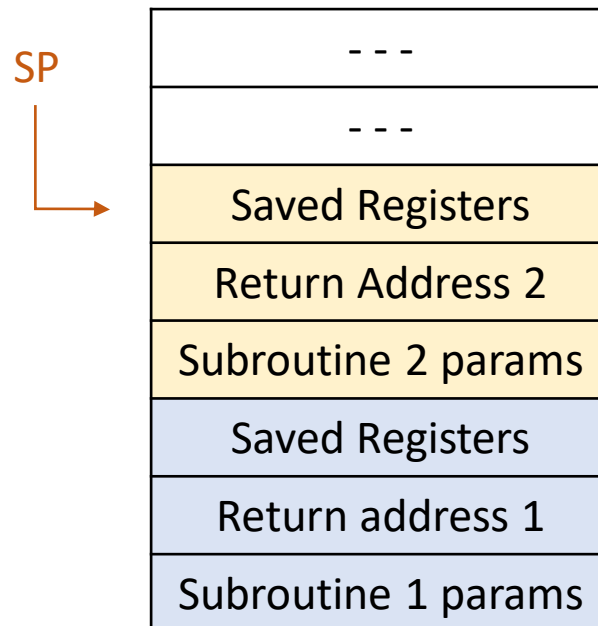 SP
- - -
- - -
Saved Registers
Return Address 2
Subroutine 2 params
Saved Registers
Return address 1
Subroutine 1 params